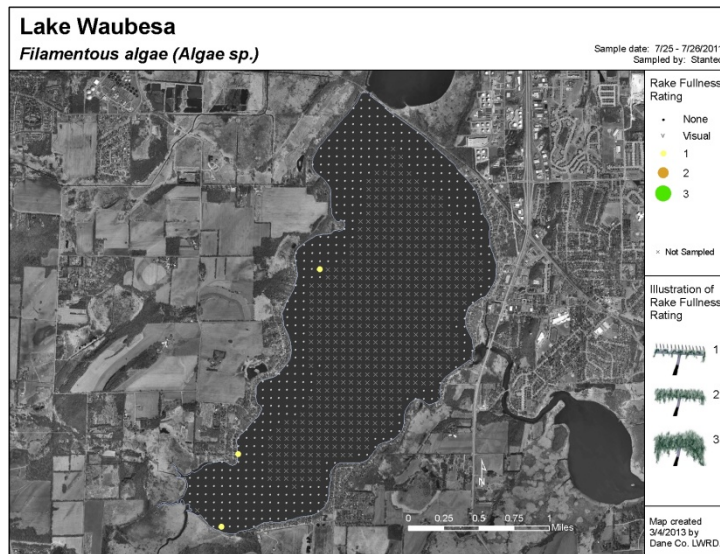 Lake Waubesa
Filamentous algae (Algae sp.)
Sample date: 7/25 - 7/26/2011
Sampled by: Stantec
Rake Fullness
Rating
None
Visual
1
2
3
Not Sampled
Illustration of
Rake Fullness
Rating
1
2
3
N
0 0.25 0.5 0.75 1
Miles
Map created
3/4/2013 by
Dane Co. LWRD